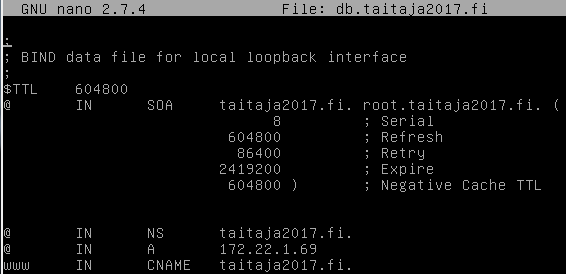 GNU nano 2.7.4 File: db.taitaja2017.fi
;
; BIND data file for local loopback interface
;
$TTL 604800
@ IN SOA taitaja2017.fi. root.taitaja2017.fi. (
8 ; Serial
604800 ; Refresh
86400 ; Retry
2419200 ; Expire
604800 ) ; Negative Cache TTL
@ IN NS taitaja2017.fi.
@ IN A 172.22.1.69
www IN CNAME taitaja2017.fi.